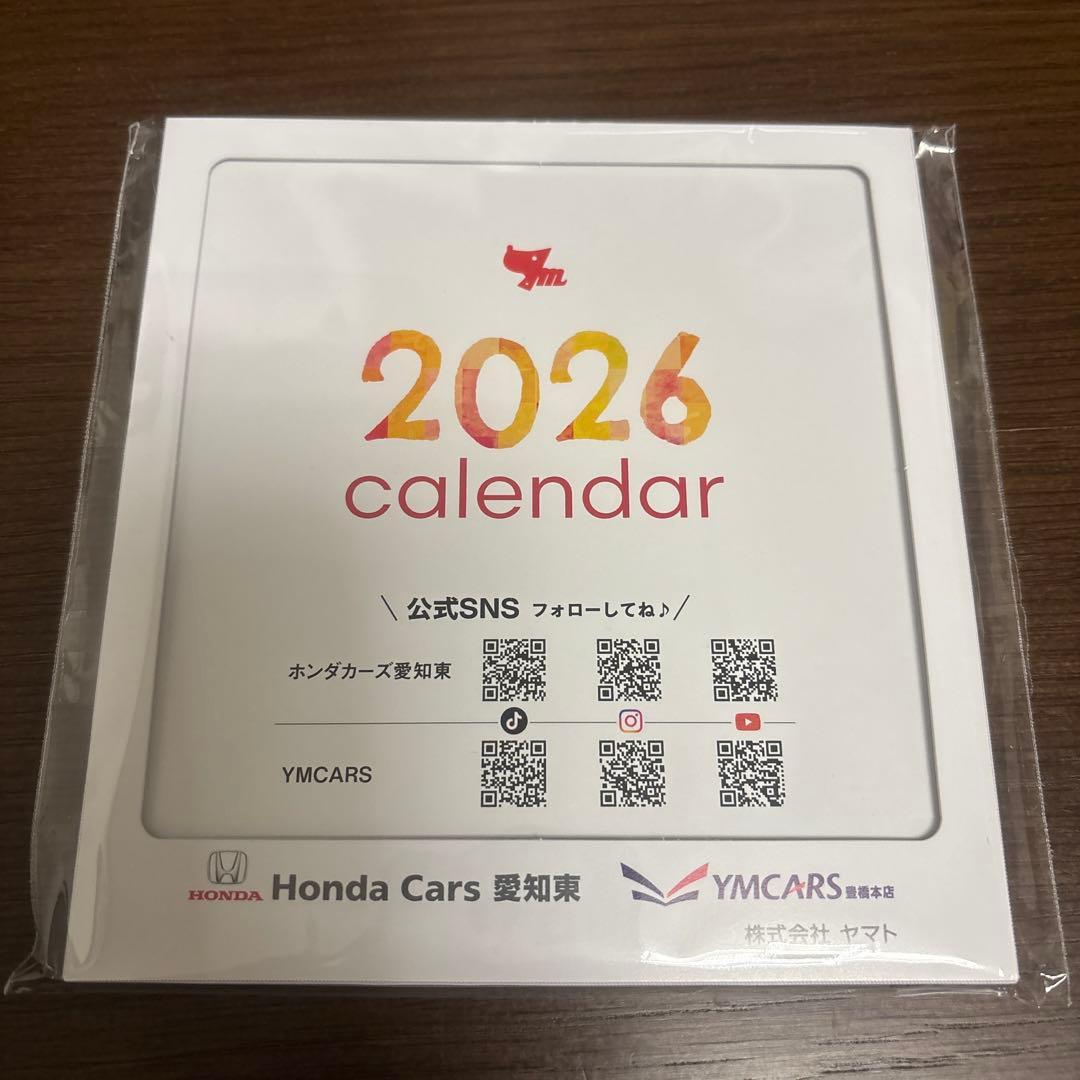 ym
2026
calendar
\ 公式SNS フォローしてね♪ /
ホンダカーズ愛知東
YMCARS
HONDA Honda Cars 愛知東
YMCARS 豊橋本店
株式会社 ヤマト